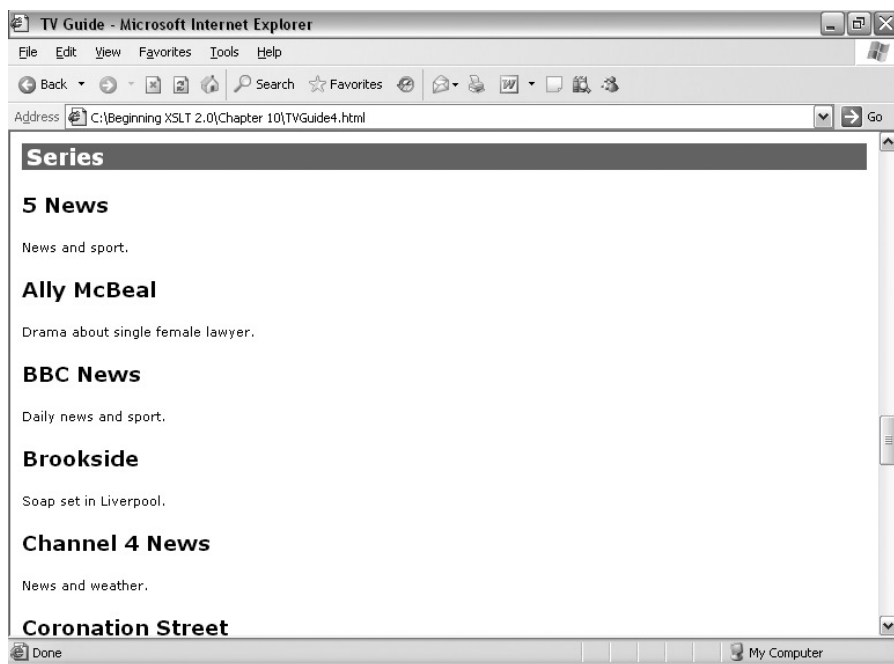 TV Guide - Microsoft Internet Explorer
File Edit View Favorites Tools Help
Back Search Favorites
Address C:\Beginning XSLT 2.0\Chapter 10\TVGuide4.html Go
Series
5 News
News and sport.
Ally McBeal
Drama about single female lawyer.
BBC News
Daily news and sport.
Brookside
Soap set in Liverpool.
Channel 4 News
News and weather.
Coronation Street
Done My Computer